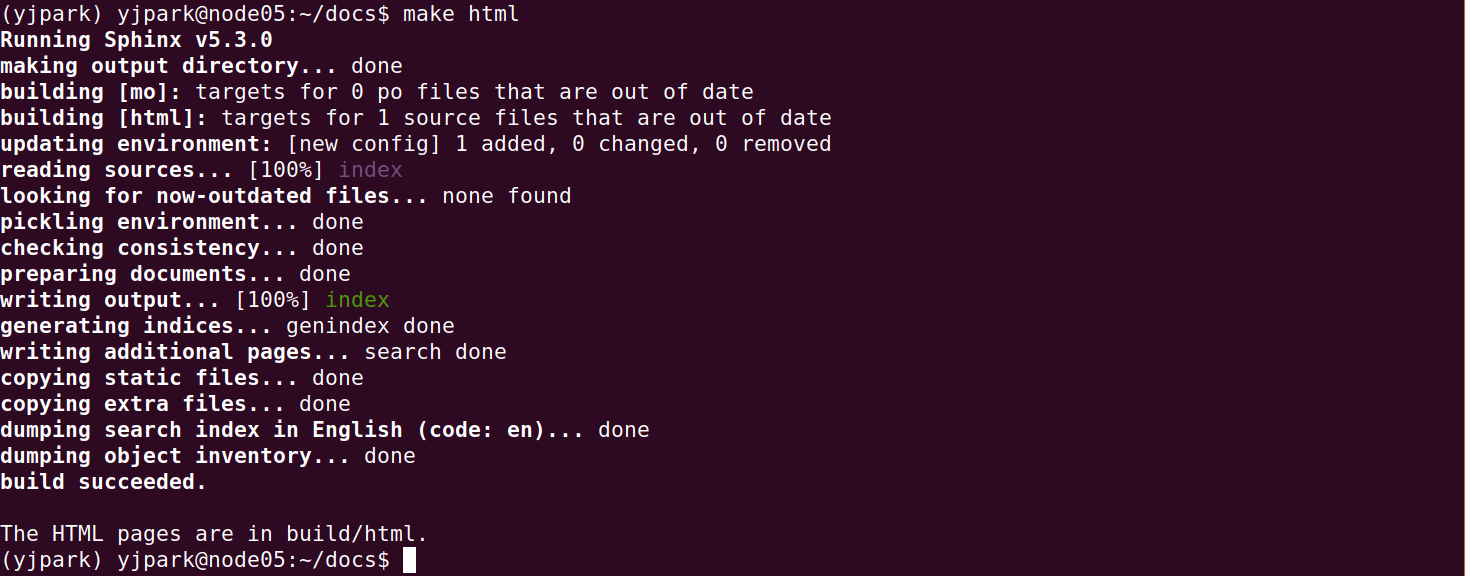 (yjpark) yjpark@node05:~/docs$ make html
Running Sphinx v5.3.0
making output directory... done
building [mo]: targets for 0 po files that are out of date
building [html]: targets for 1 source files that are out of date
updating environment: [new config] 1 added, 0 changed, 0 removed
reading sources... [100%] index
looking for now-outdated files... none found
pickling environment... done
checking consistency... done
preparing documents... done
writing output... [100%] index
generating indices... genindex done
writing additional pages... search done
copying static files... done
copying extra files... done
dumping search index in English (code: en)... done
dumping object inventory... done
build succeeded.

The HTML pages are in build/html.
(yjpark) yjpark@node05:~/docs$